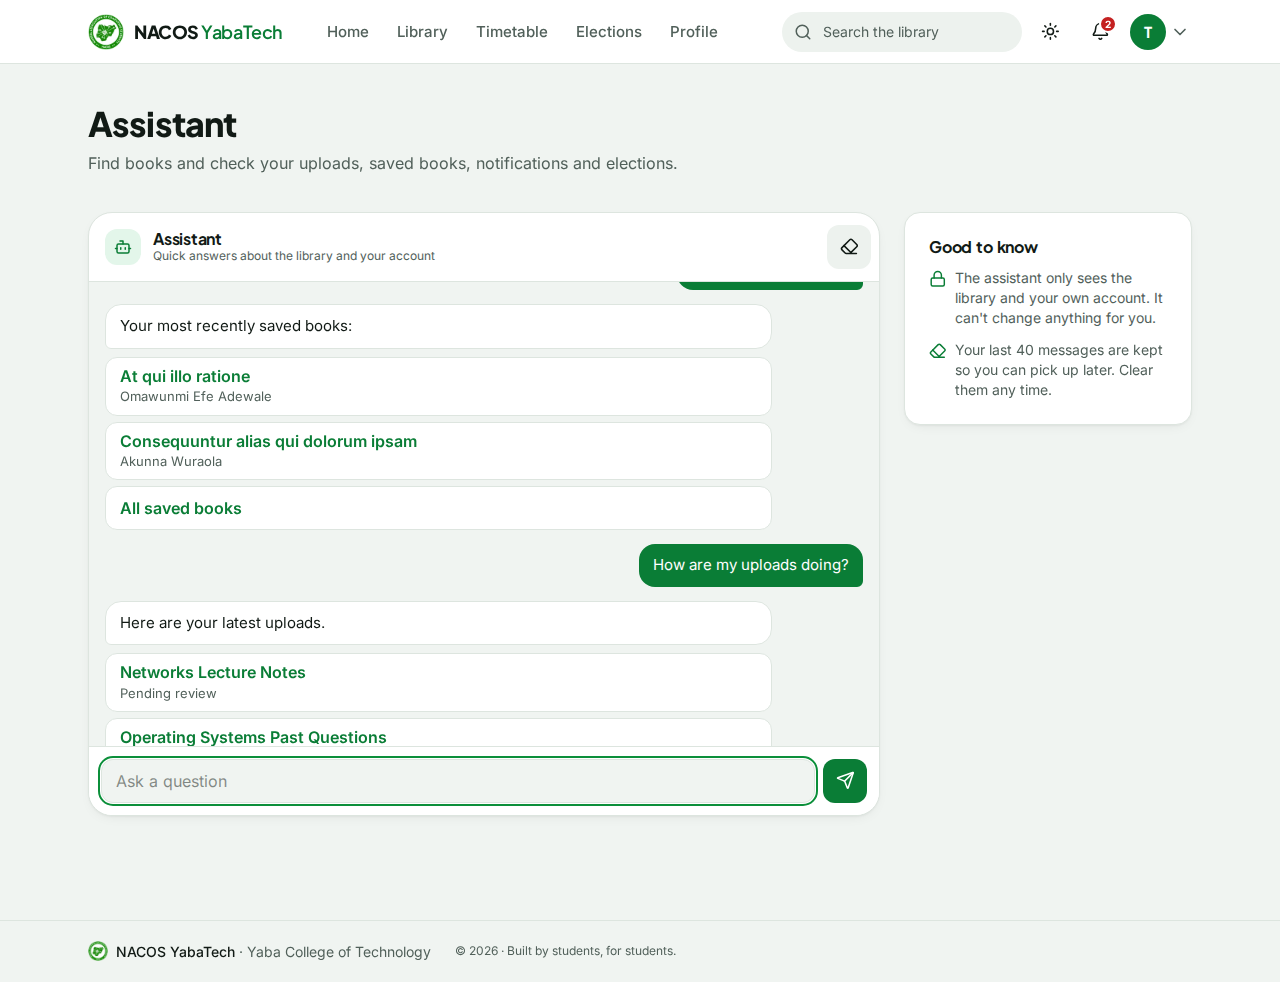 NACOS YabaTech
Home
Library
Timetable
Elections
Profile
Search the library
2
T
Assistant
Find books and check your uploads, saved books, notifications and elections.
Assistant
Quick answers about the library and your account
Your most recently saved books:
At qui illo ratione
Omawunmi Efe Adewale
Consequuntur alias qui dolorum ipsam
Akunna Wuraola
All saved books
How are my uploads doing?
Here are your latest uploads.
Networks Lecture Notes
Pending review
Operating Systems Past Questions
Ask a question
Good to know
The assistant only sees the
library and your own account. It
can't change anything for you.
Your last 40 messages are kept
so you can pick up later. Clear
them any time.
NACOS YabaTech · Yaba College of Technology
© 2026 · Built by students, for students.